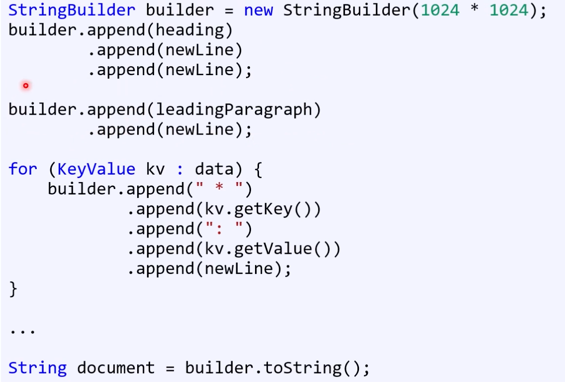 StringBuilder builder = new StringBuilder(1024 * 1024);
builder.append(heading)
        .append(newLine)
        .append(newLine);

builder.append(leadingParagraph)
        .append(newLine);

for (KeyValue kv : data) {
    builder.append(" * ")
            .append(kv.getKey())
            .append(": ")
            .append(kv.getValue())
            .append(newLine);
}

...

String document = builder.toString();